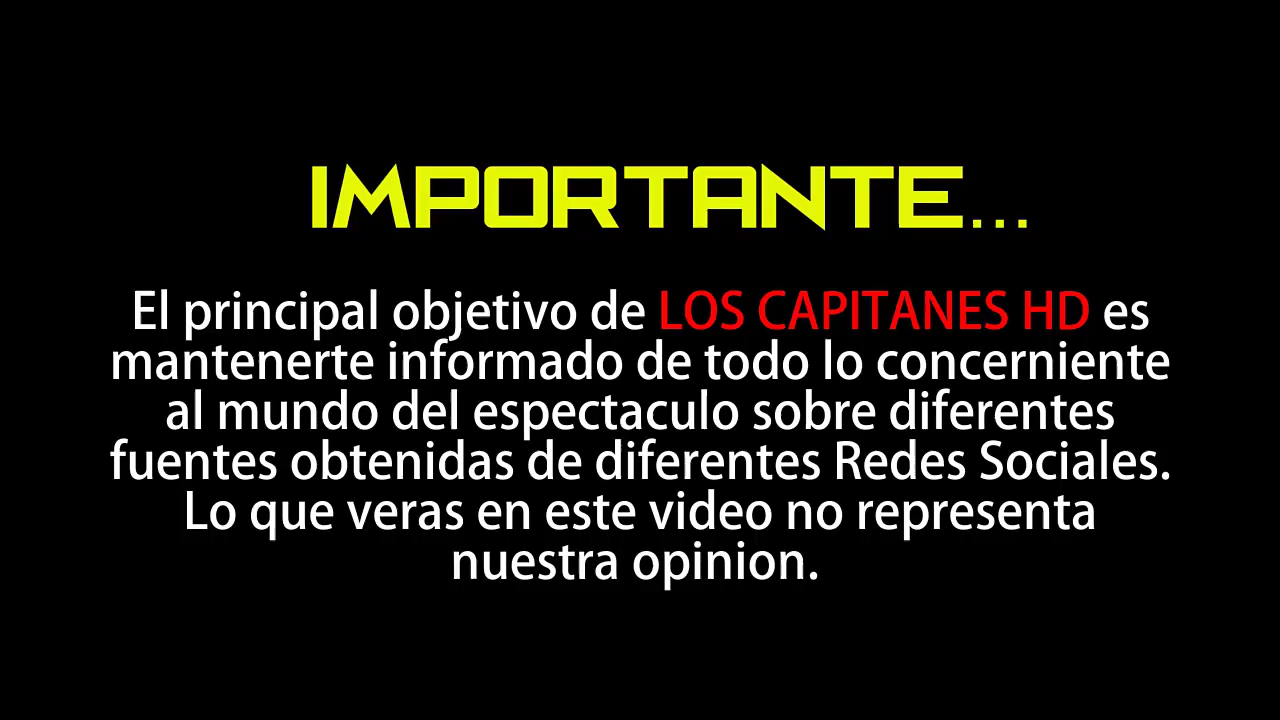 IMPORTANTE...
El principal objetivo de LOS CAPITANES HD es
mantenerte informado de todo lo concerniente
al mundo del espectaculo sobre diferentes
fuentes obtenidas de diferentes Redes Sociales.
Lo que veras en este video no representa
nuestra opinion.